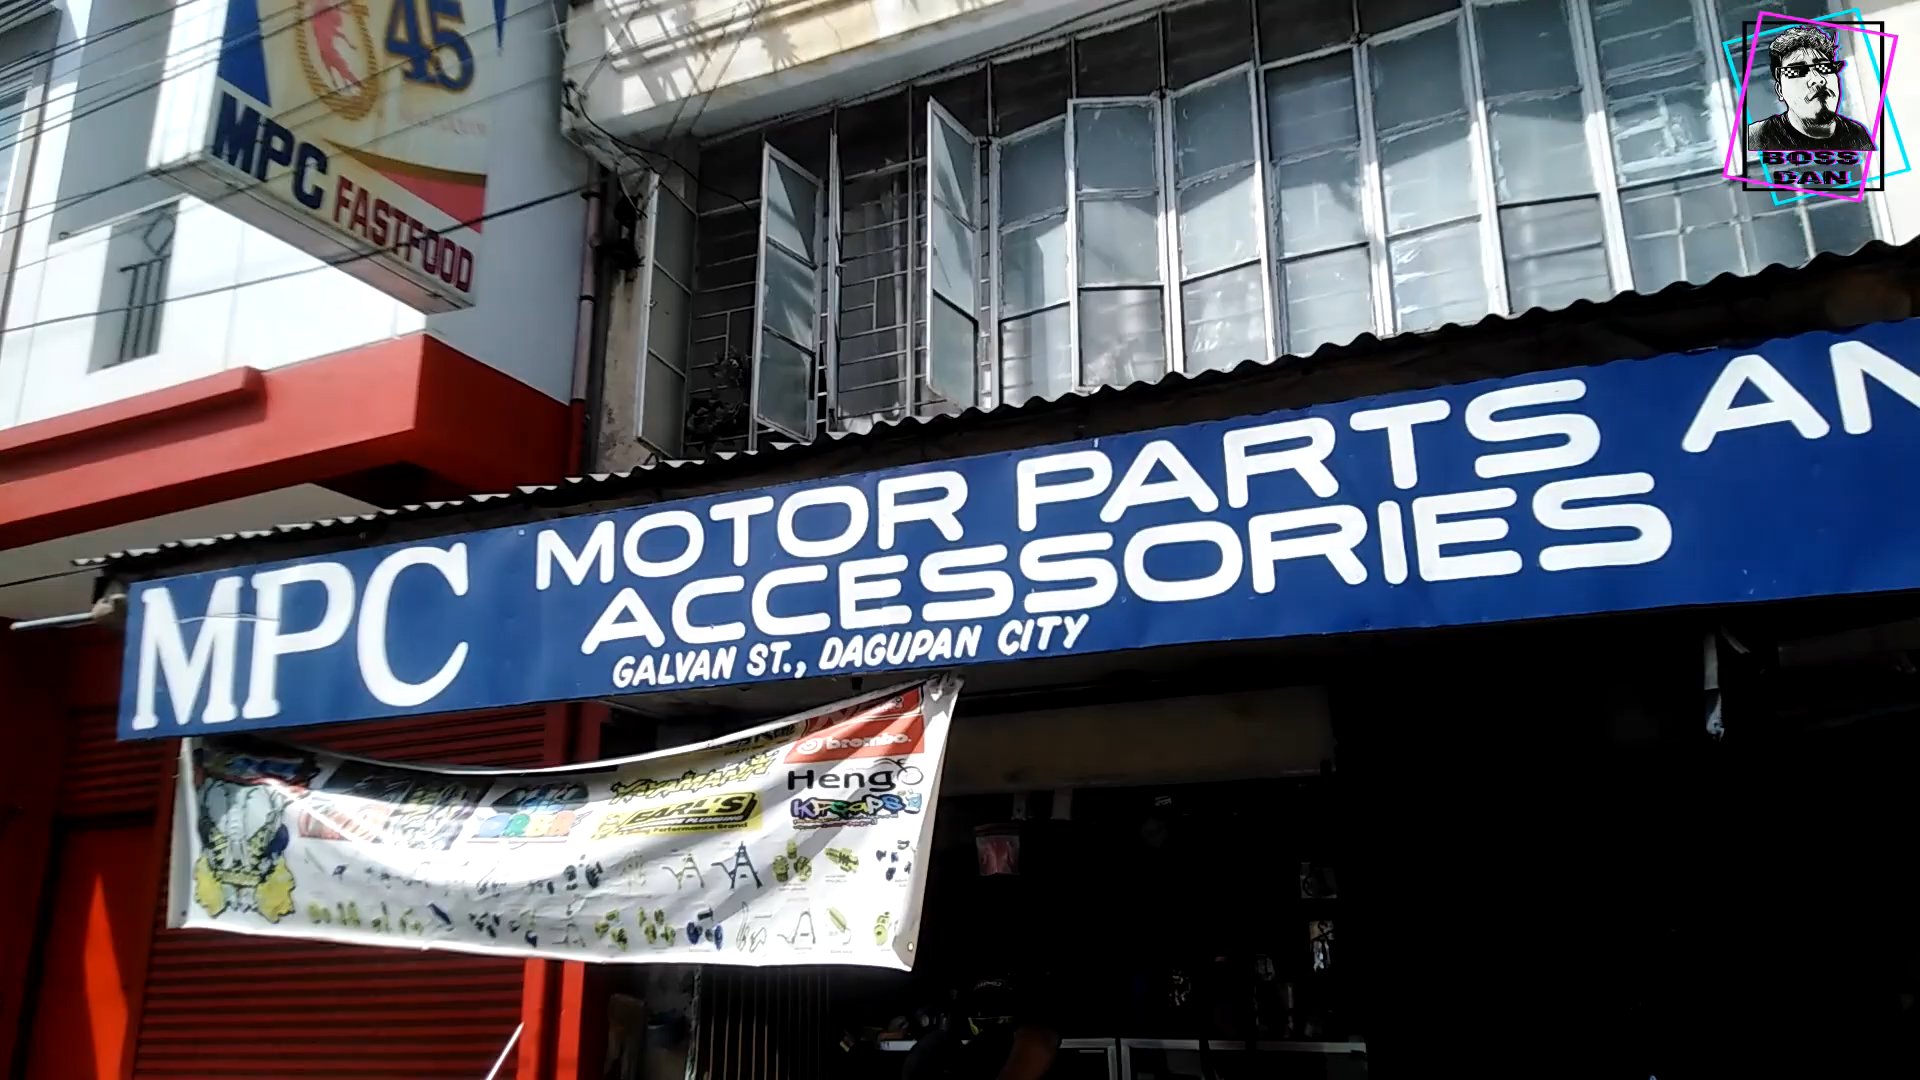 45
MPC FASTFOOD
BOSS
DAN
MPC
MOTOR PARTS AN
ACCESSORIES
GALVAN ST., DAGUPAN CITY
brembo.
Heng
EARL'S